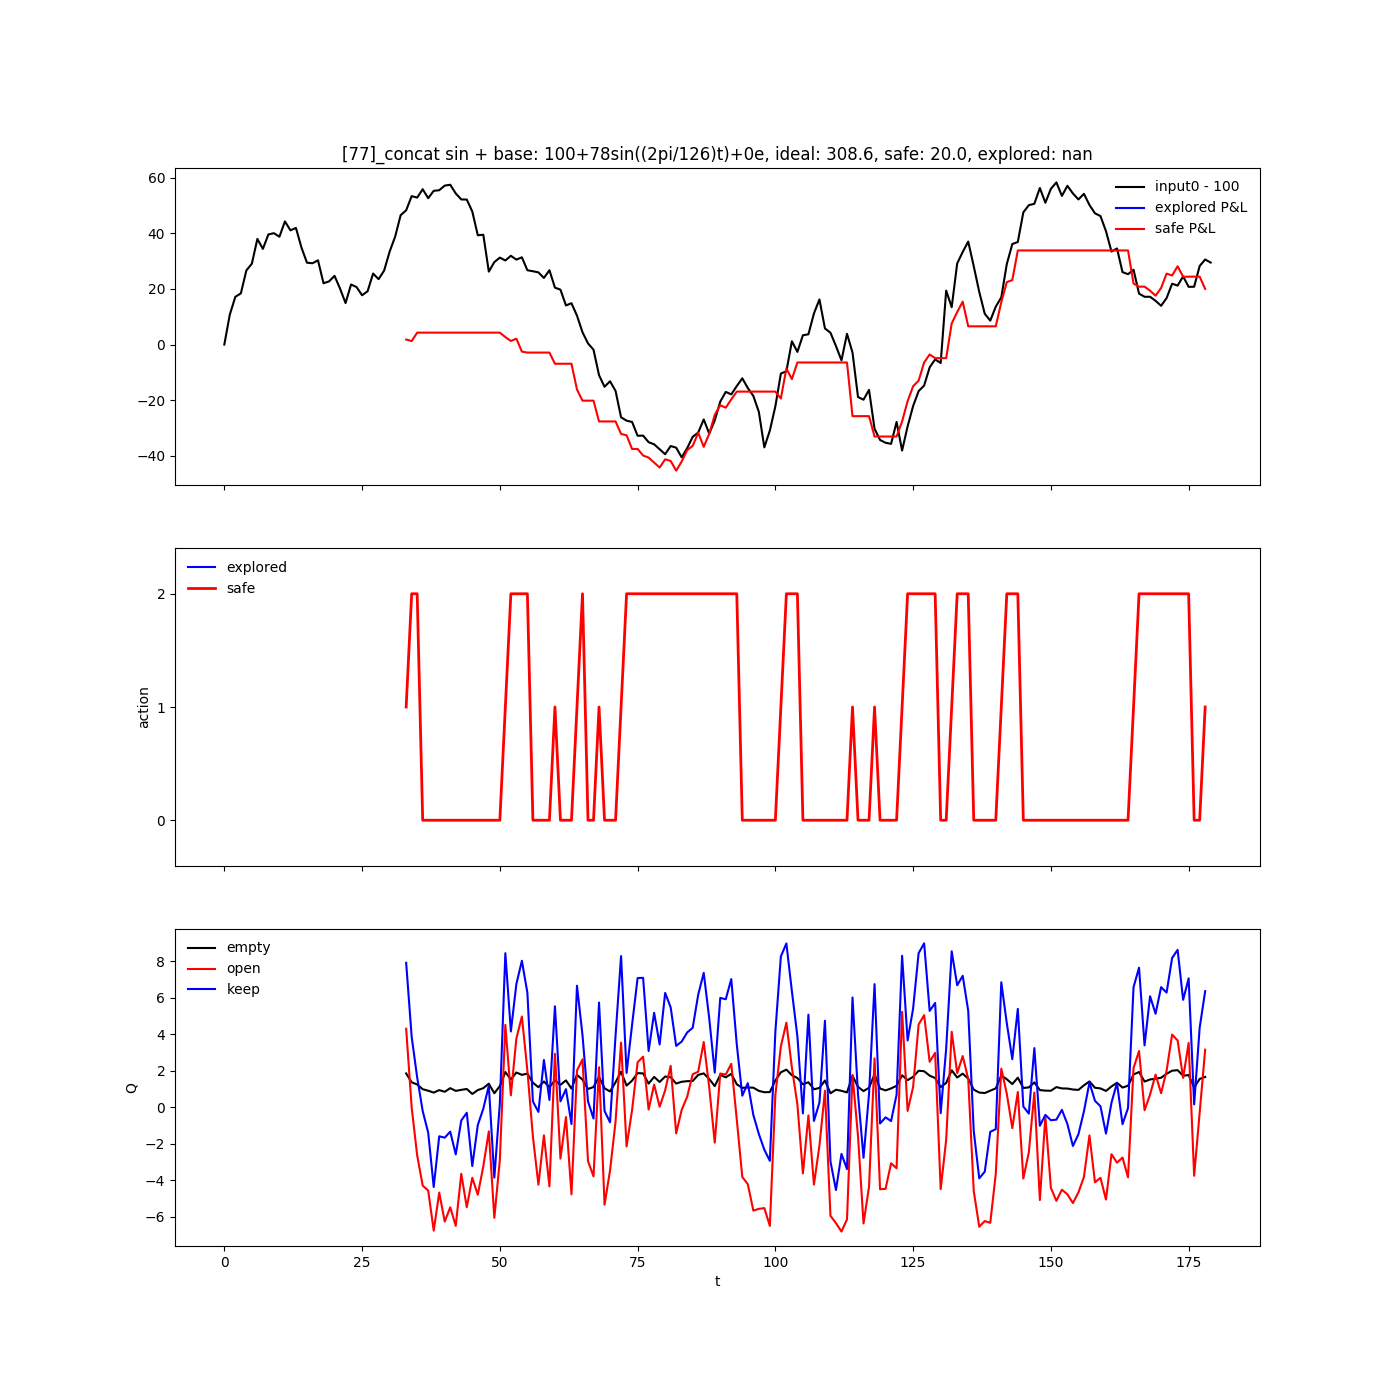 [77]_concat sin + base: 100+78sin((2pi/126)t)+0e, ideal: 308.6, safe: 20.0, explored: nan
60
40
20
0
−20
−40
input0 - 100
explored P&L
safe P&L
action
2
1
0
explored
safe
Q
8
6
4
2
0
−2
−4
−6
empty
open
keep
0 25 50 75 100 125 150 175
t